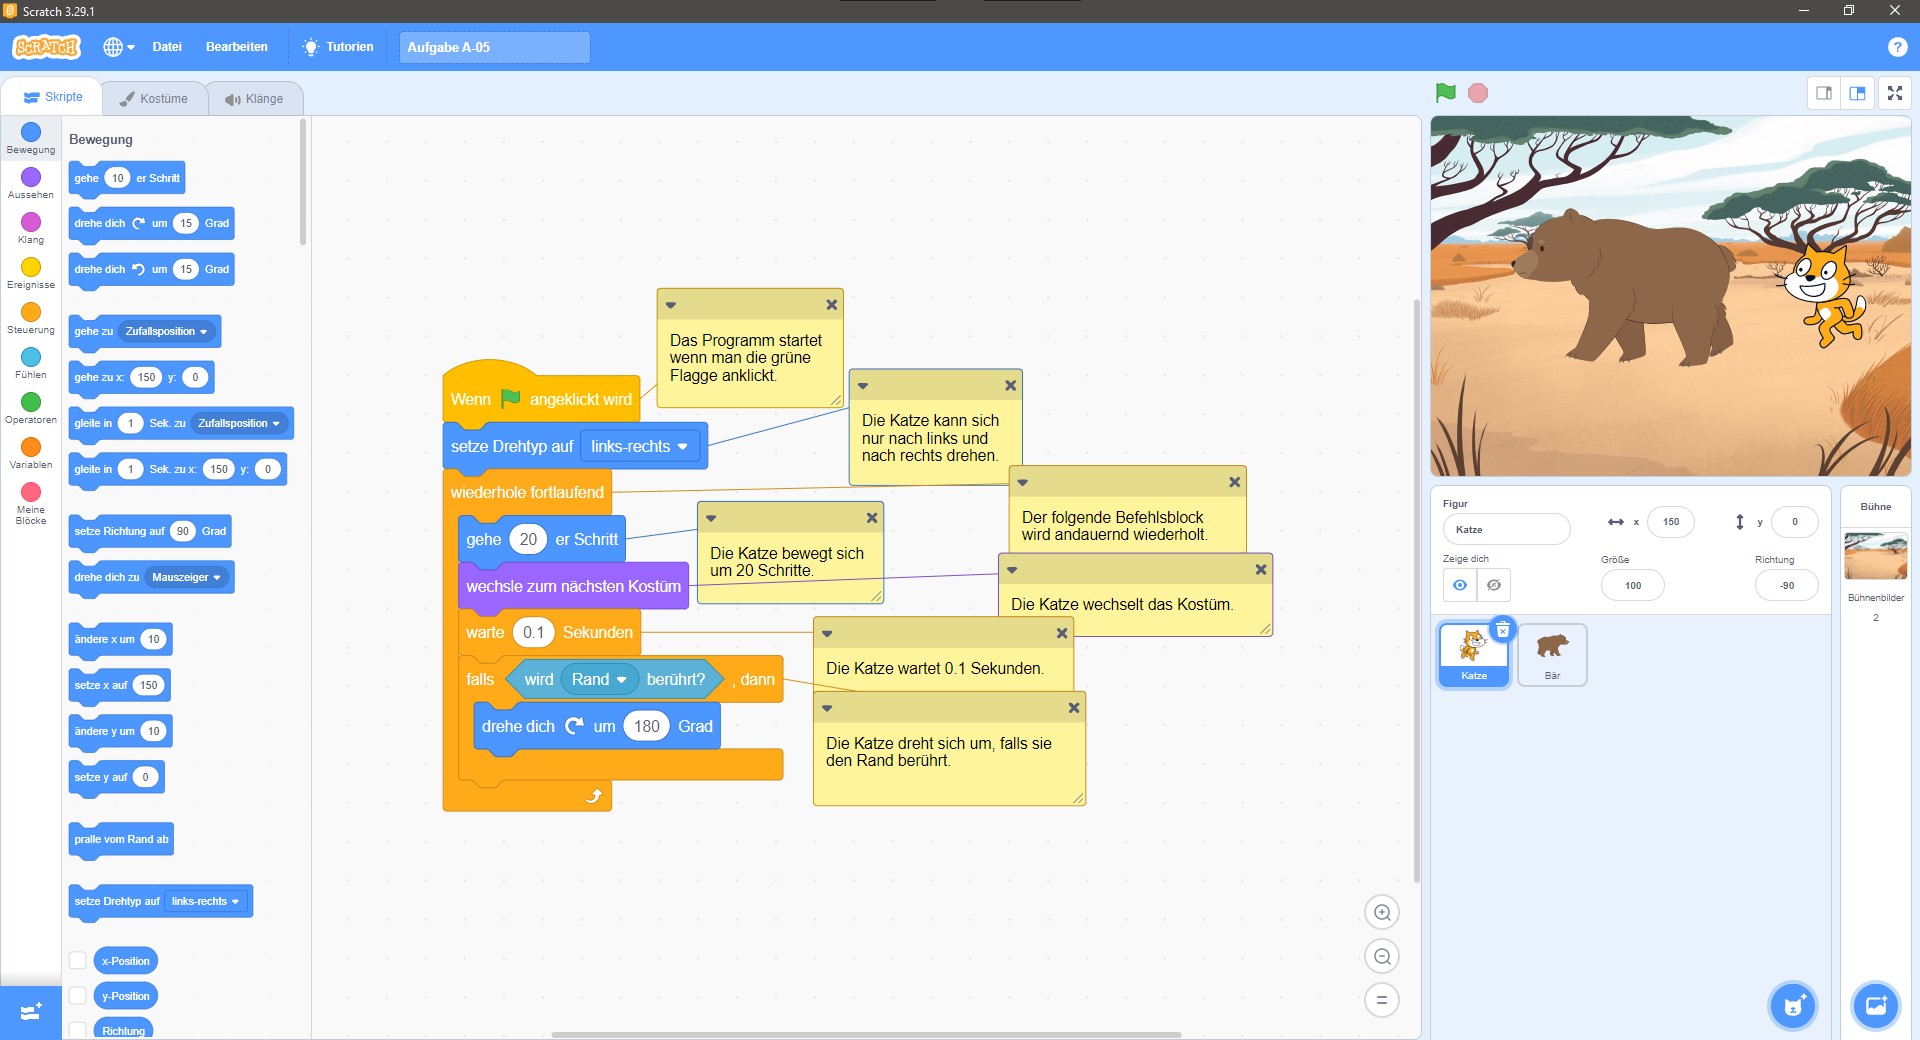 Scratch 3.29.1
SCRATCH
Datei
Bearbeiten
Tutorien
Aufgabe A-05
?
Skripte
Kostüme
Klänge
Bewegung
Aussehen
Klang
Ereignisse
Steuerung
Fühlen
Operatoren
Variablen
Meine
Blöcke
Bewegung
gehe 10 er Schritt
drehe dich um 15 Grad
drehe dich um 15 Grad
gehe zu Zufallsposition
gehe zu x: 150 y: 0
gleite in 1 Sek. zu Zufallsposition
gleite in 1 Sek. zu x: 150 y: 0
setze Richtung auf 90 Grad
drehe dich zu Mauszeiger
ändere x um 10
setze x auf 150
ändere y um 10
setze y auf 0
pralle vom Rand ab
setze Drehtyp auf links-rechts
x-Position
y-Position
Richtung
Wenn angeklickt wird
setze Drehtyp auf links-rechts
wiederhole fortlaufend
gehe 20 er Schritt
wechsle zum nächsten Kostüm
warte 0.1 Sekunden
falls wird Rand berührt? , dann
drehe dich um 180 Grad
Das Programm startet
wenn man die grüne
Flagge anklickt.
Die Katze kann sich
nur nach links und
nach rechts drehen.
Der folgende Befehlsblock
wird andauernd wiederholt.
Die Katze bewegt sich
um 20 Schritte.
Die Katze wechselt das Kostüm.
Die Katze wartet 0.1 Sekunden.
Die Katze dreht sich um, falls sie
den Rand berührt.
Figur
Katze
x 150
y 0
Zeige dich
Größe
100
Richtung
-90
Katze
Bär
Bühne
Bühnenbilder
2